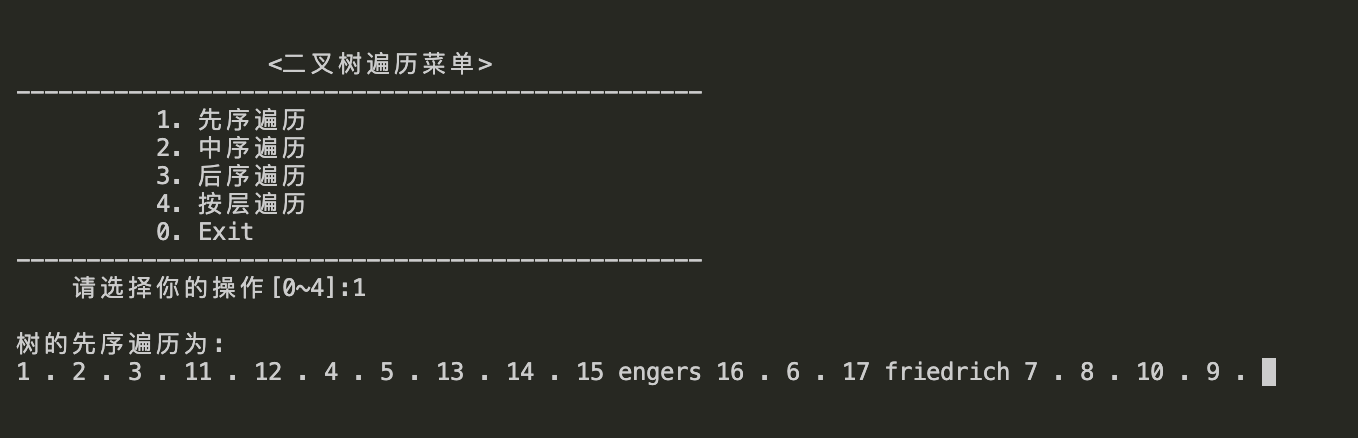 <二叉树遍历菜单>
-------------------------------------------------
1. 先序遍历
2. 中序遍历
3. 后序遍历
4. 按层遍历
0. Exit
-------------------------------------------------
请选择你的操作[0~4]:1
树的先序遍历为:
1 . 2 . 3 . 11 . 12 . 4 . 5 . 13 . 14 . 15 engers 16 . 6 . 17 friedrich 7 . 8 . 10 . 9 .